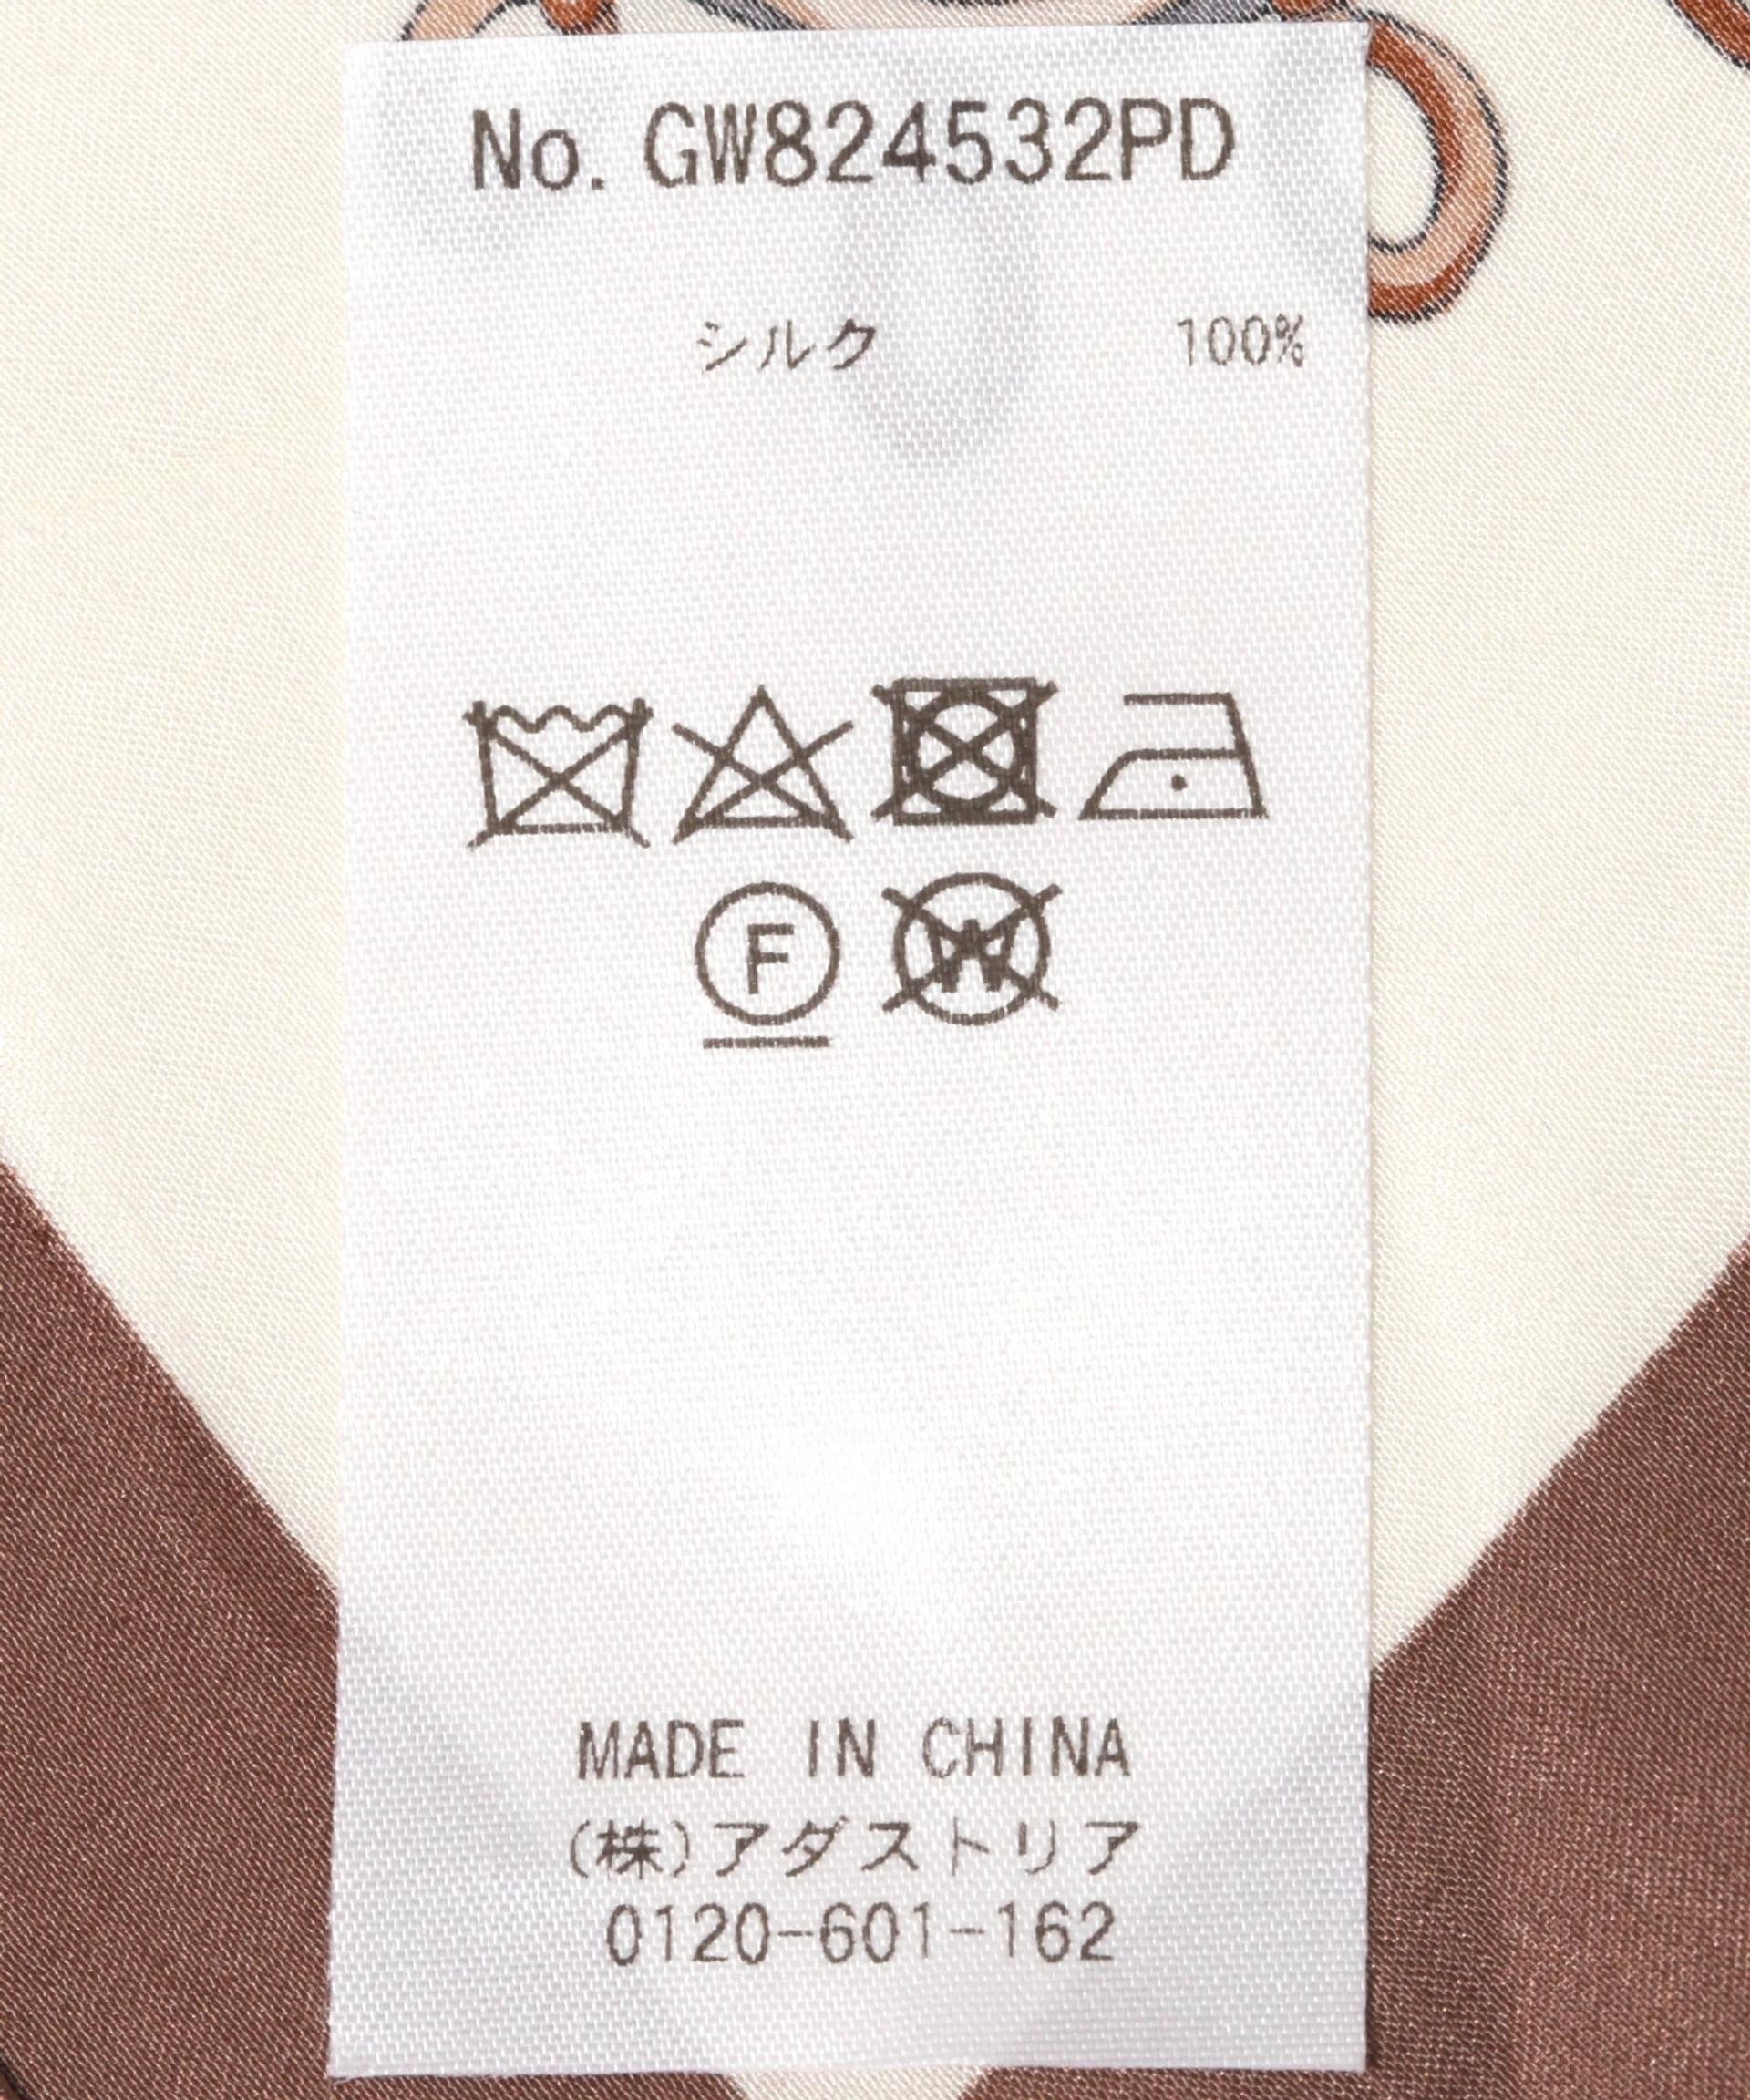 No. GW824532PD
シルク 100%
F W
MADE IN CHINA
(株)アダストリア
0120-601-162